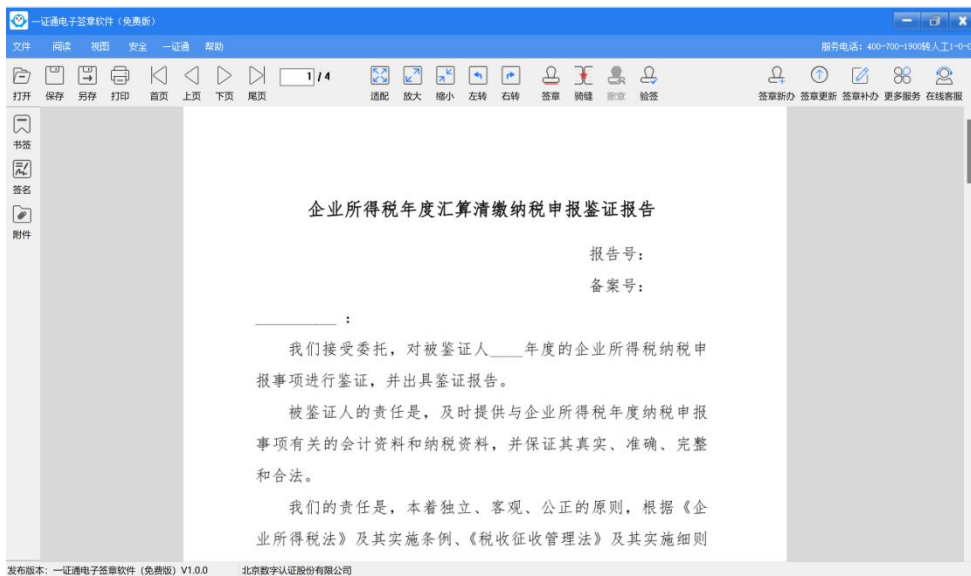 一证通电子签章软件（免费版）
文件 阅读 视图 安全 一证通 帮助 服务电话：400-700-1900转人工1-0-0
1 / 4
打开 保存 另存 打印 首页 上页 下页 尾页 适配 放大 缩小 左转 右转 签章 骑缝 验签 签章新办 签章更新 签章补办 更多服务 在线客服
书签
签名
附件
企业所得税年度汇算清缴纳税申报鉴证报告
报告号：
备案号：
__________ ：
我们接受委托，对被鉴证人____年度的企业所得税纳税申
报事项进行鉴证，并出具鉴证报告。
被鉴证人的责任是，及时提供与企业所得税年度纳税申报
事项有关的会计资料和纳税资料，并保证其真实、准确、完整
和合法。
我们的责任是，本着独立、客观、公正的原则，根据《企
业所得税法》及其实施条例、《税收征收管理法》及其实施细则
发布版本：一证通电子签章软件（免费版）V1.0.0 北京数字认证股份有限公司